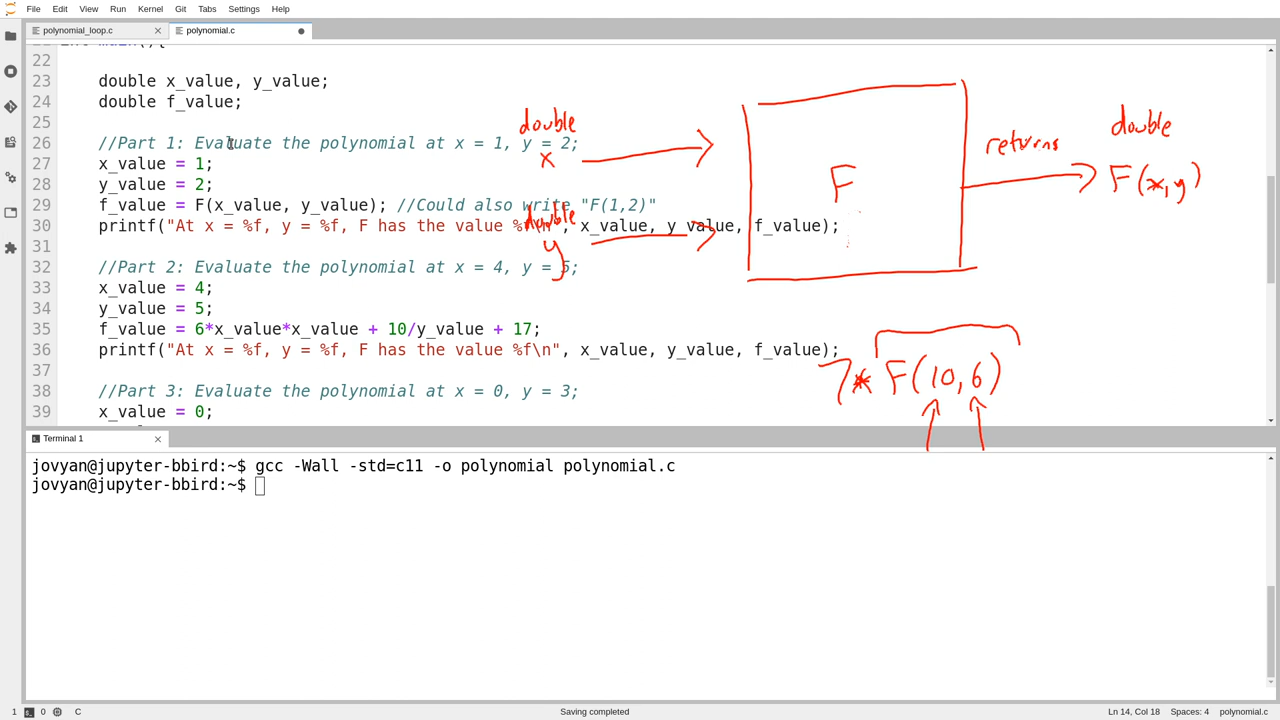 File Edit View Run Kernel Git Tabs Settings Help
polynomial_loop.c
polynomial.c
22
23 double x_value, y_value;
24 double f_value;
25
26 //Part 1: Evaluate the polynomial at x = 1, y = 2;
27 x_value = 1;
28 y_value = 2;
29 f_value = F(x_value, y_value); //Could also write "F(1,2)"
30 printf("At x = %f, y = %f, F has the value %f\n", x_value, y_value, f_value);
31
32 //Part 2: Evaluate the polynomial at x = 4, y = 5;
33 x_value = 4;
34 y_value = 5;
35 f_value = 6*x_value*x_value + 10/y_value + 17;
36 printf("At x = %f, y = %f, F has the value %f\n", x_value, y_value, f_value);
37
38 //Part 3: Evaluate the polynomial at x = 0, y = 3;
39 x_value = 0;
double
x
double
y
F
returns
double
F(x,y)
7* F(10,6)
Terminal 1
jovyan@jupyter-bbird:~$ gcc -Wall -std=c11 -o polynomial polynomial.c
jovyan@jupyter-bbird:~$
1 0 C Saving completed Ln 14, Col 18 Spaces: 4 polynomial.c